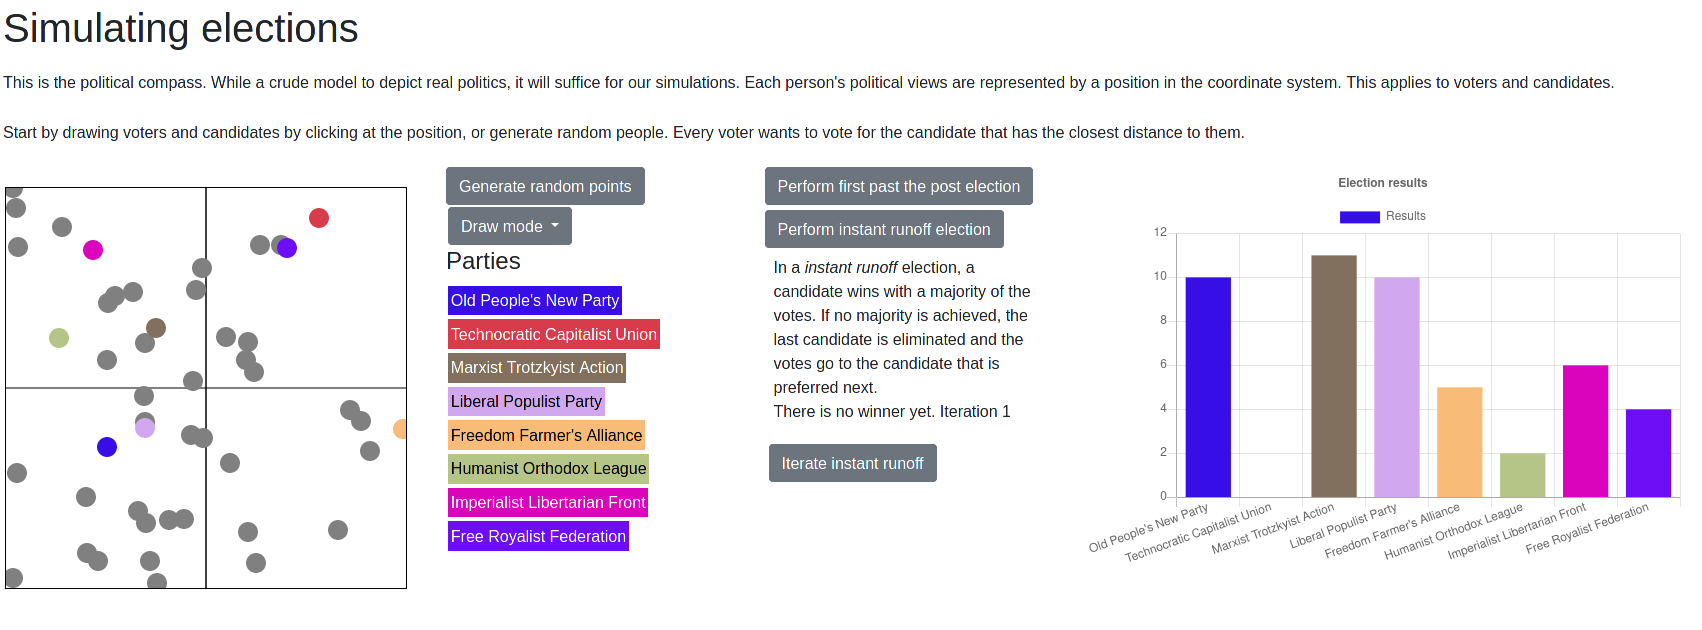 Simulating elections
This is the political compass. While a crude model to depict real politics, it will suffice for our simulations. Each person's political views are represented by a position in the coordinate system. This applies to voters and candidates.
Start by drawing voters and candidates by clicking at the position, or generate random people. Every voter wants to vote for the candidate that has the closest distance to them.
Generate random points
Draw mode
Parties
Old People's New Party
Technocratic Capitalist Union
Marxist Trotzkyist Action
Liberal Populist Party
Freedom Farmer's Alliance
Humanist Orthodox League
Imperialist Libertarian Front
Free Royalist Federation
Perform first past the post election
Perform instant runoff election
In a instant runoff election, a
candidate wins with a majority of the
votes. If no majority is achieved, the
last candidate is eliminated and the
votes go to the candidate that is
preferred next.
There is no winner yet. Iteration 1
Iterate instant runoff
Election results
Results
12
10
8
6
4
2
0
Old People's New Party
Technocratic Capitalist Union
Marxist Trotzkyist Action
Liberal Populist Party
Freedom Farmer's Alliance
Humanist Orthodox League
Imperialist Libertarian Front
Free Royalist Federation